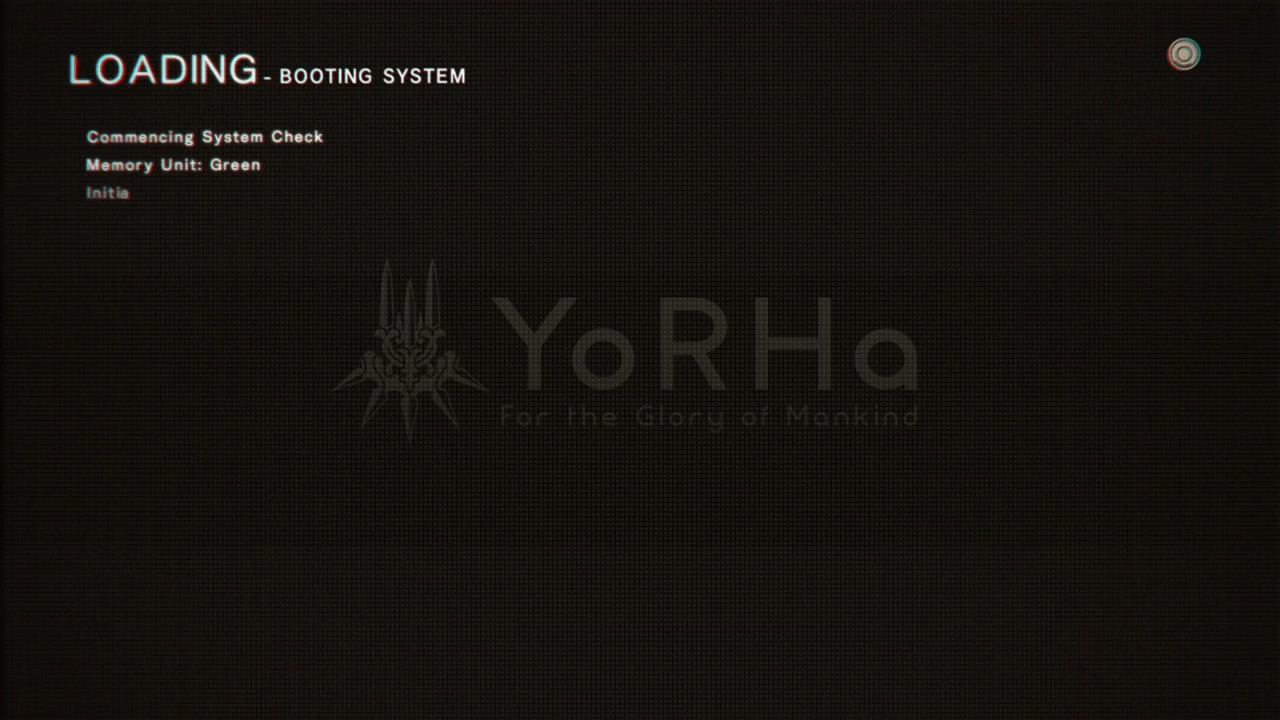 LOADING - BOOTING SYSTEM
Commencing System Check
Memory Unit: Green
Initia
YoRHa
For the Glory of Mankind